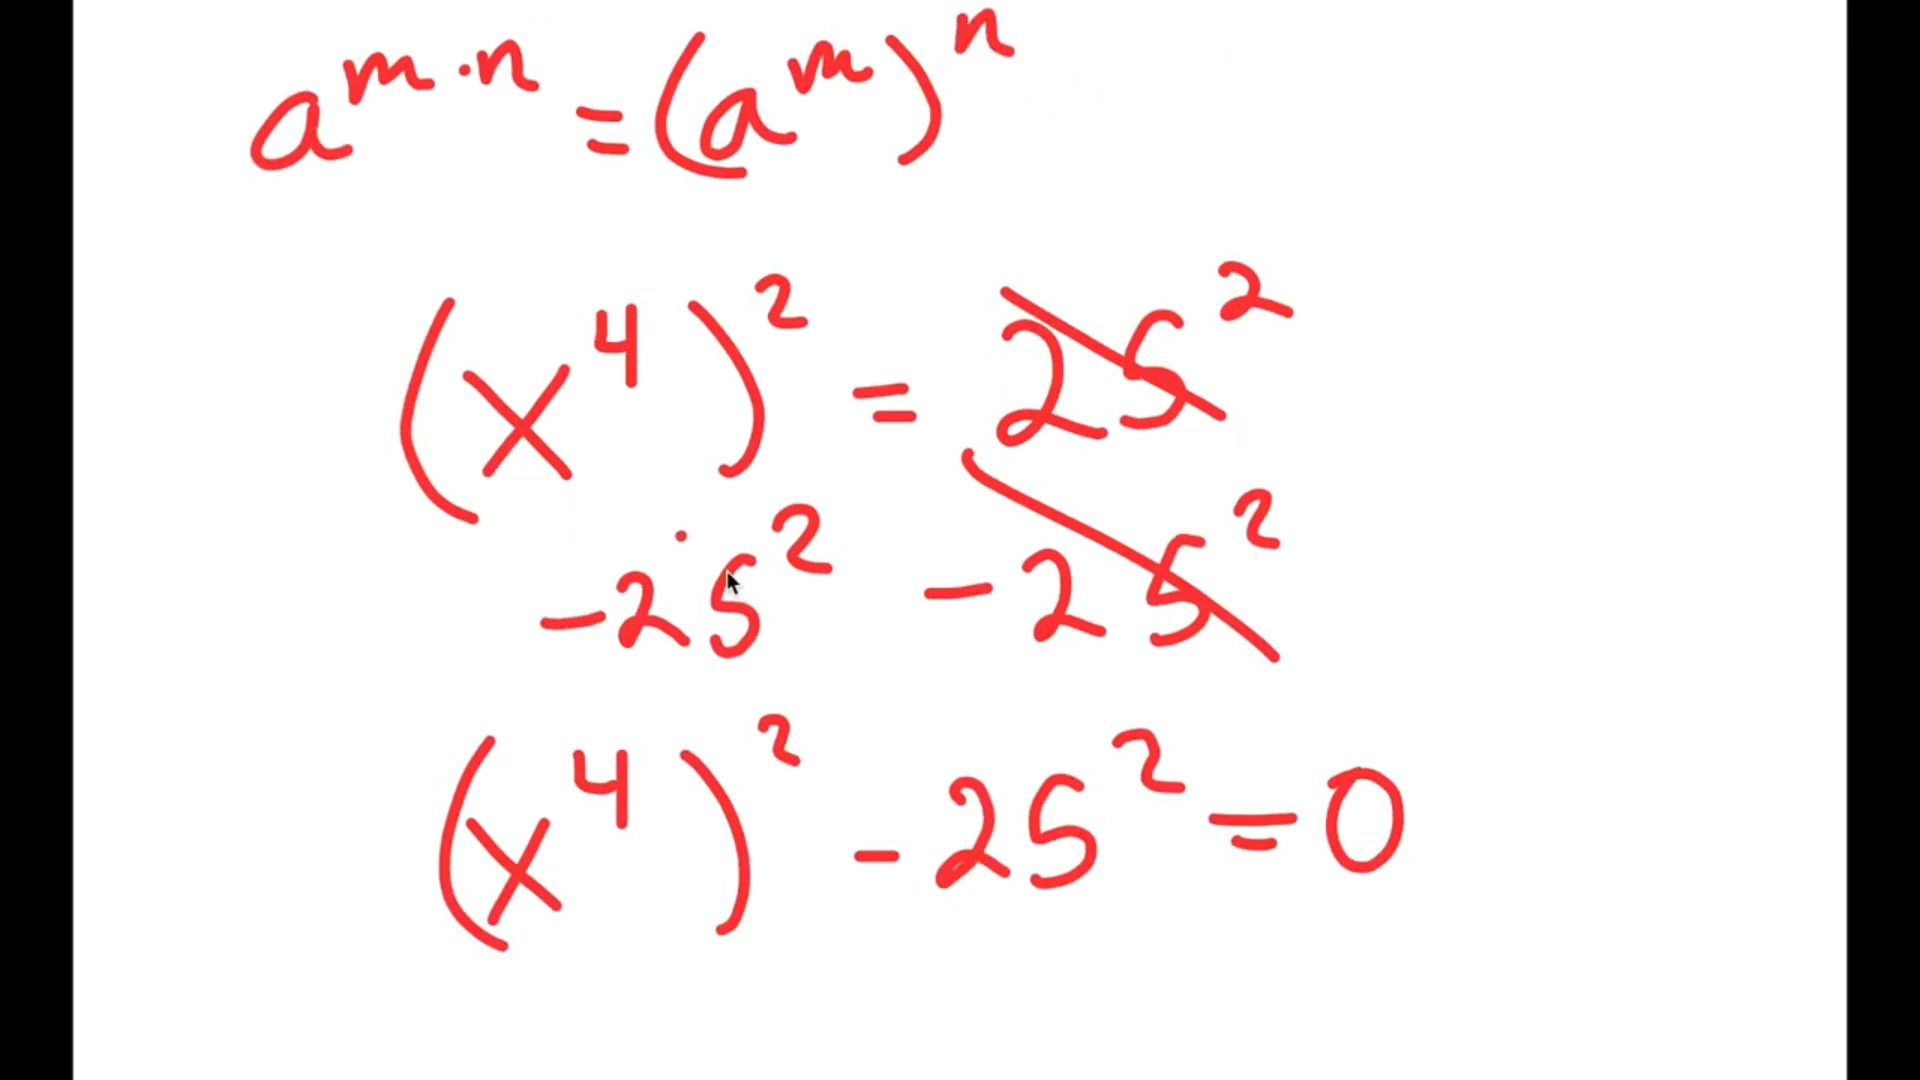 a^{m·n} = (a^m)^n
(x^4)^2 = 25^2
-25^2 -25^2
(x^4)^2 - 25^2 = 0